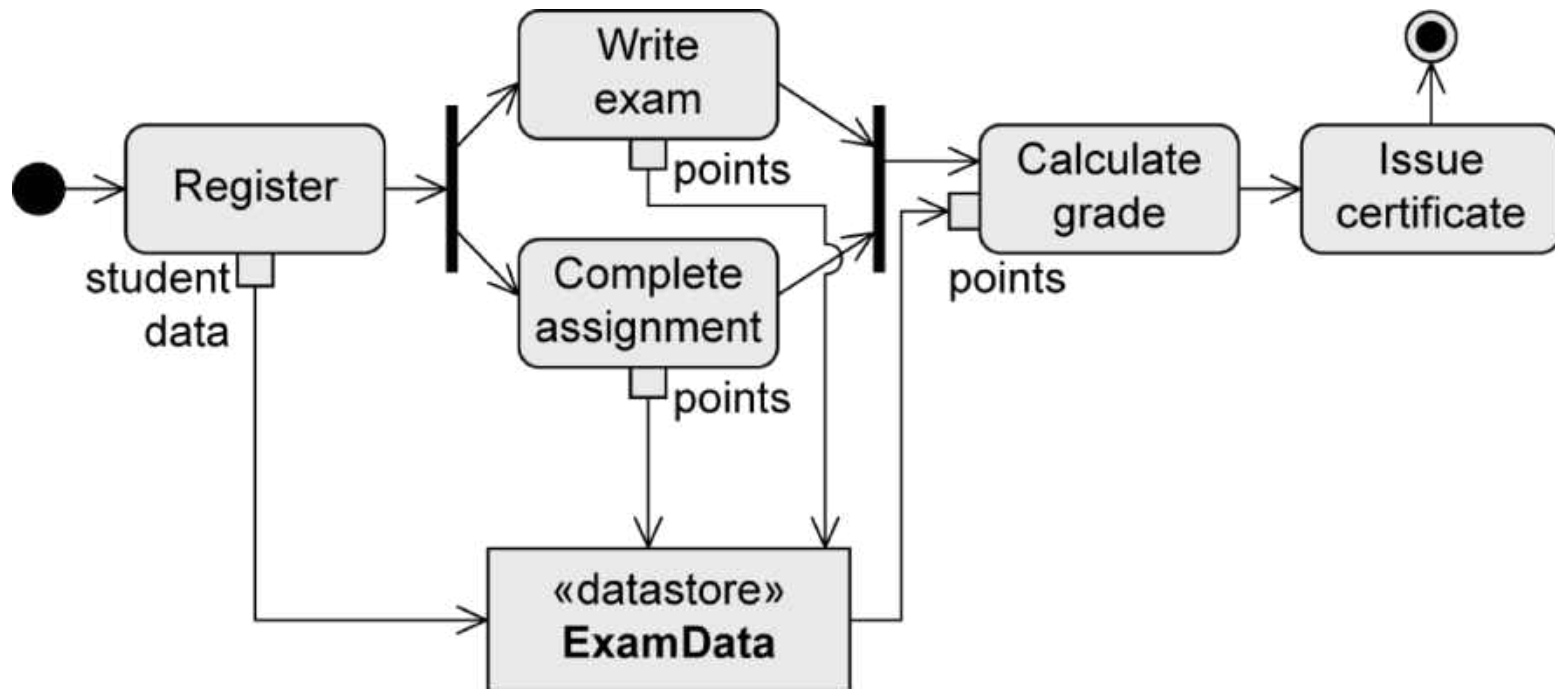 Write
exam
points
Register
student
data
Complete
assignment
points
Calculate
grade
points
Issue
certificate
«datastore»
ExamData